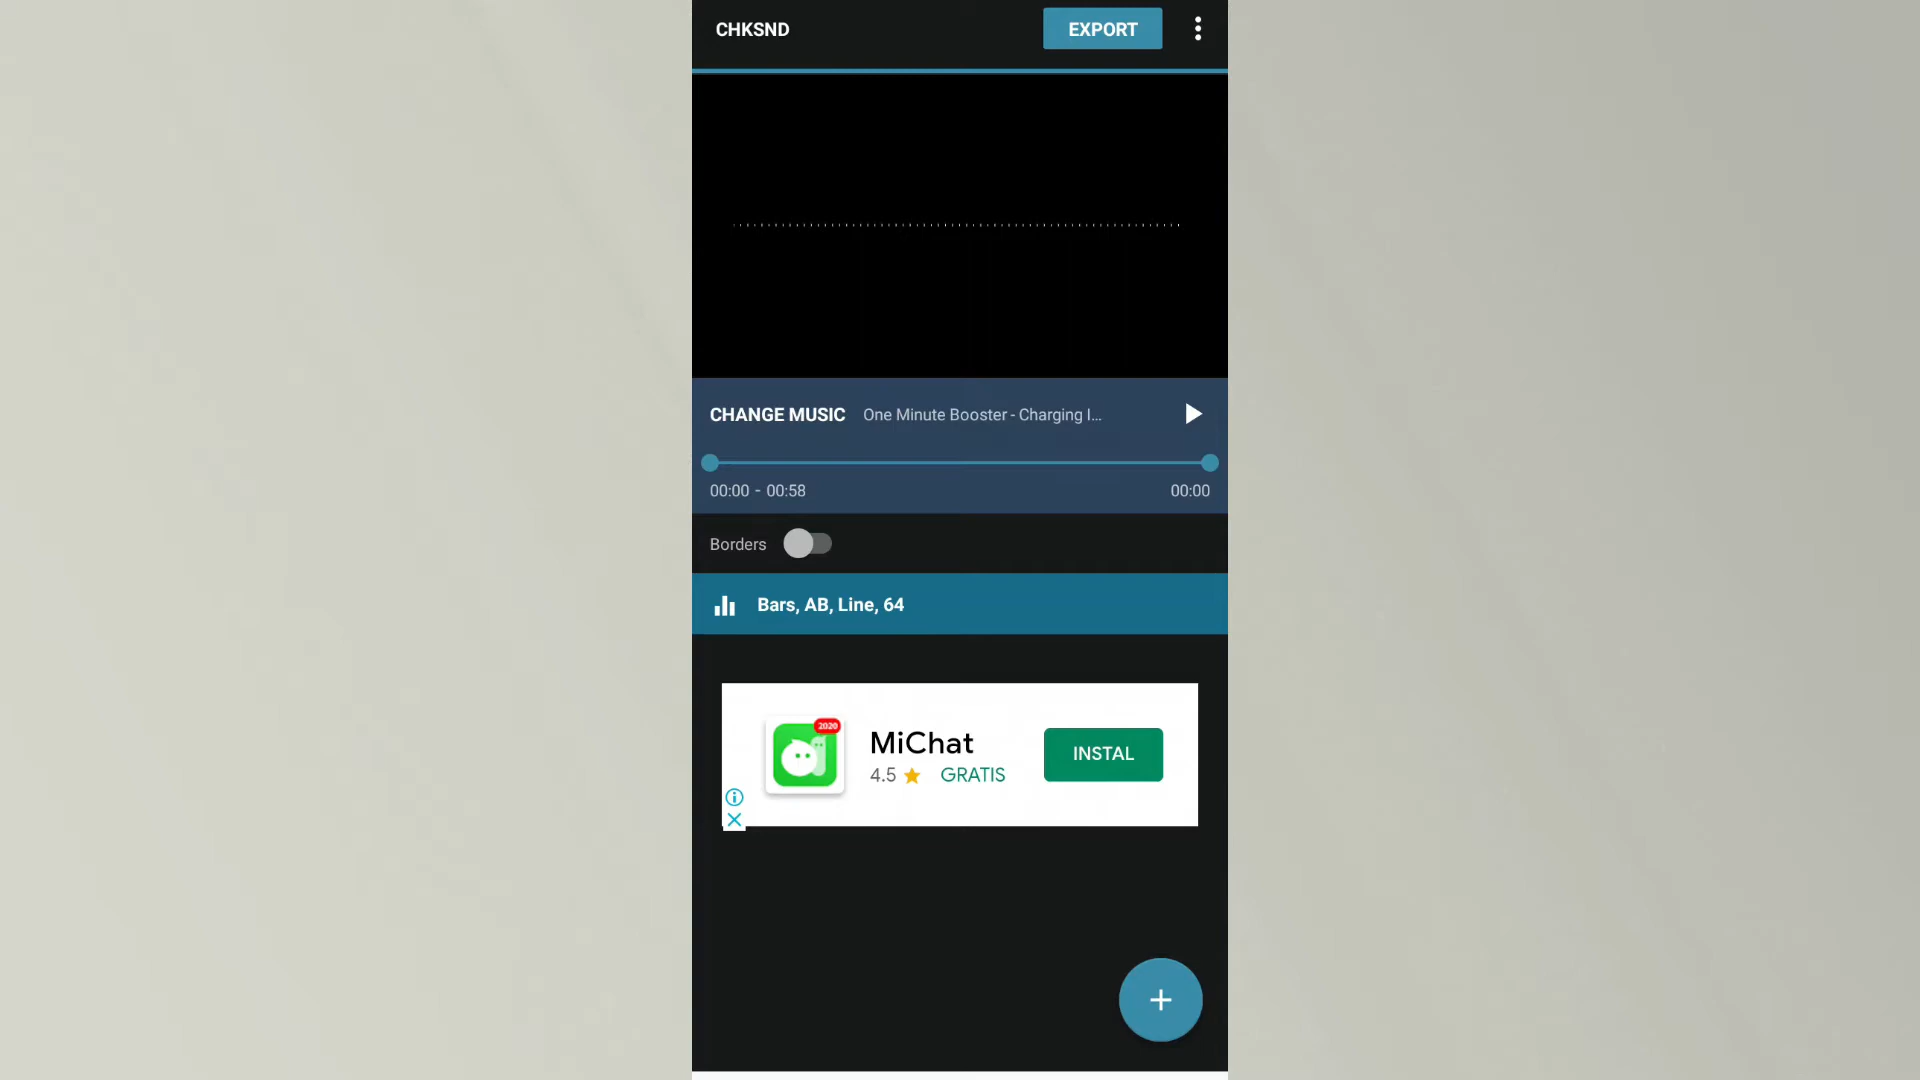 CHKSND
EXPORT
CHANGE MUSIC One Minute Booster - Charging I...
00:00 - 00:58
00:00
Borders
Bars, AB, Line, 64
2020
MiChat
4.5 GRATIS
INSTAL